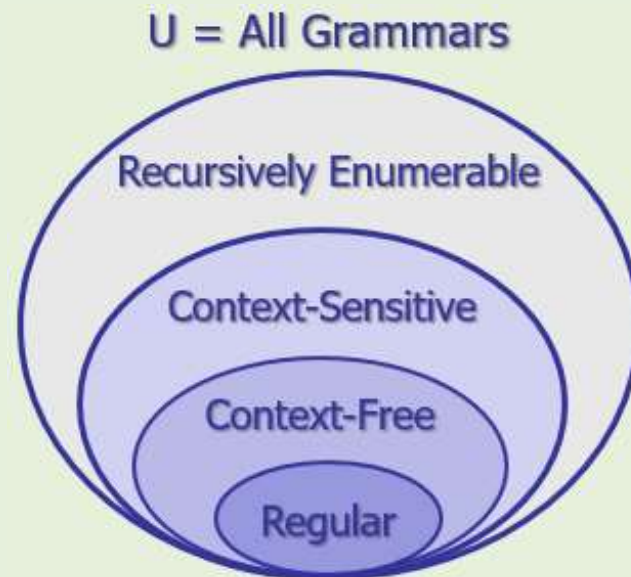 U = All Grammars
Recursively Enumerable
Context-Sensitive
Context-Free
Regular